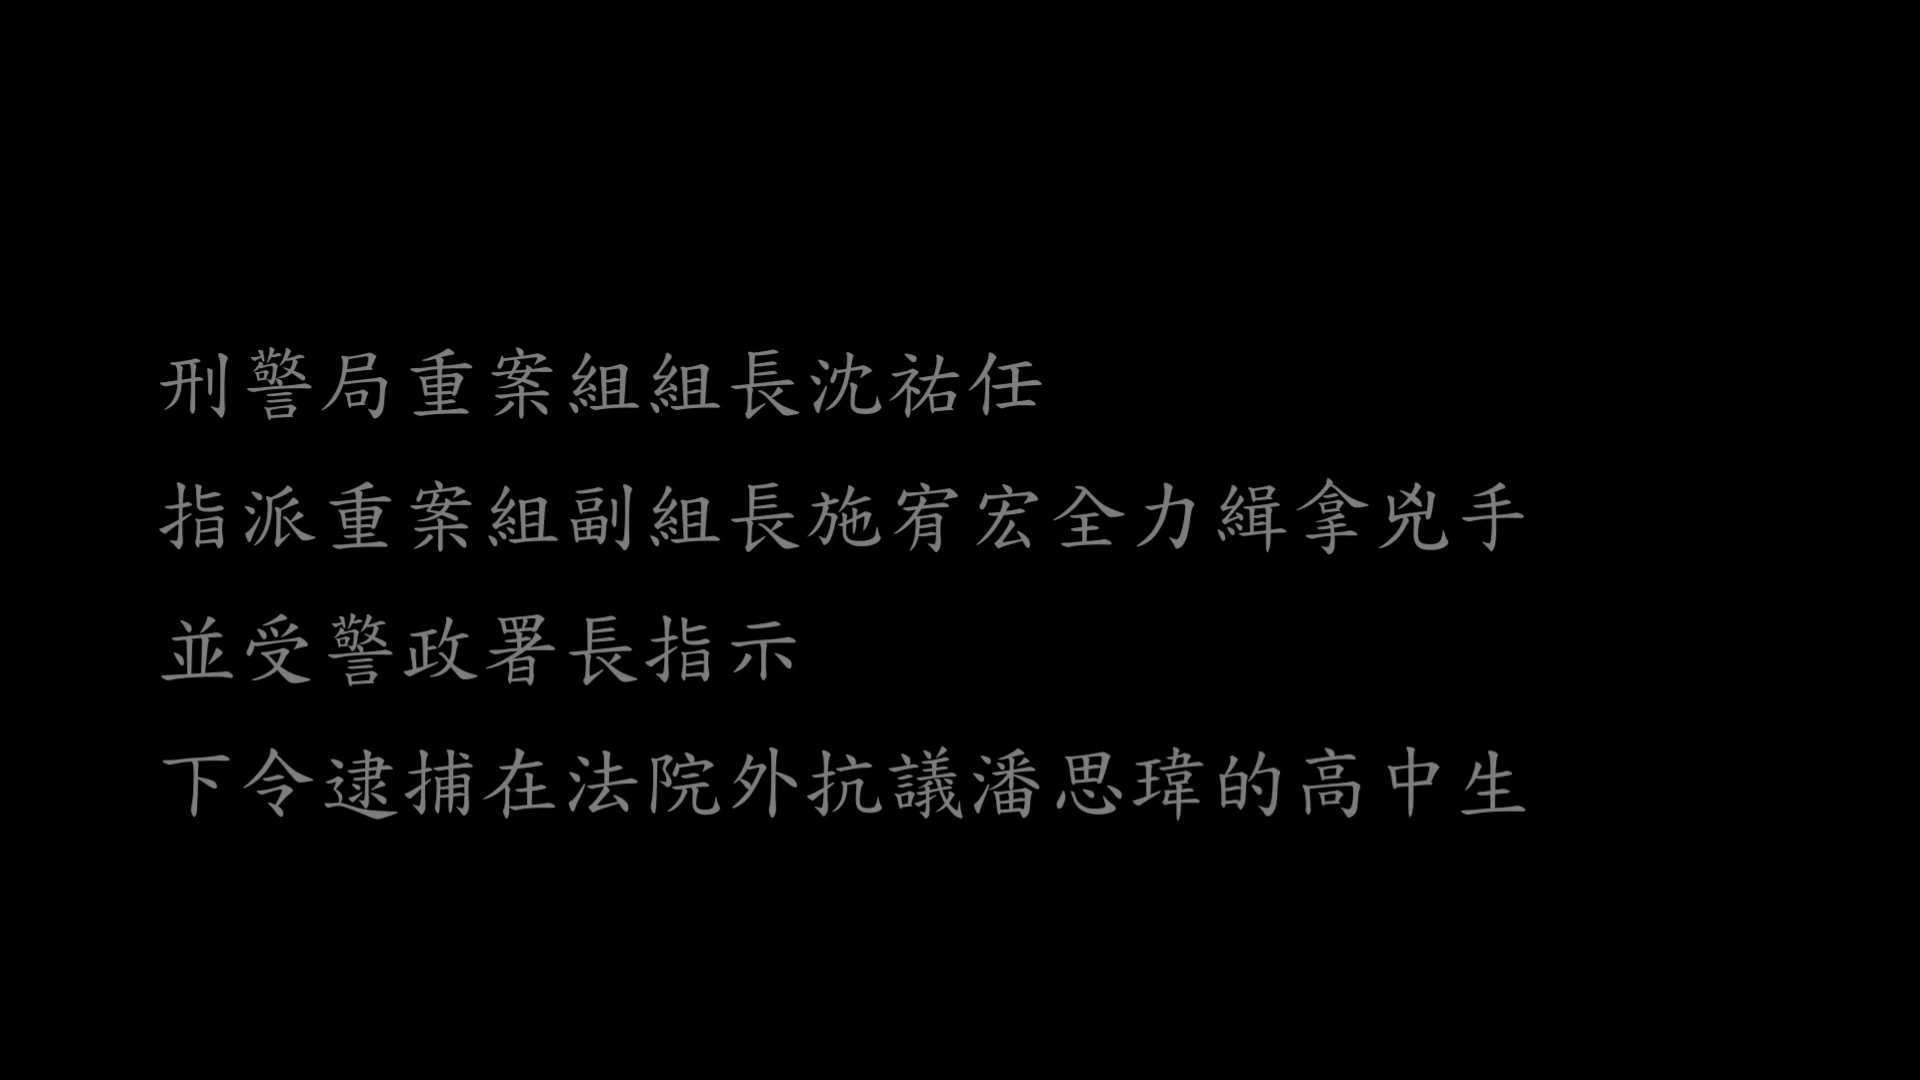 刑警局重案組組長沈祐任
指派重案組副組長施宥宏全力緝拿兇手
並受警政署長指示
下令逮捕在法院外抗議潘思瑋的高中生